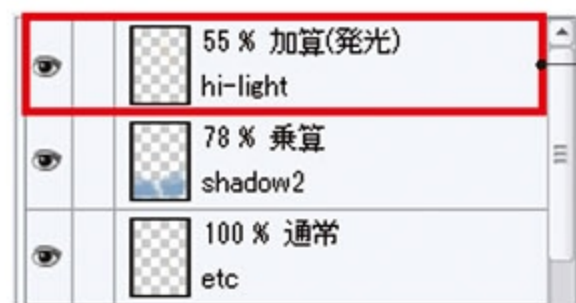 55 % 加算(発光)
hi-light
78 % 乗算
shadow2
100 % 通常
etc